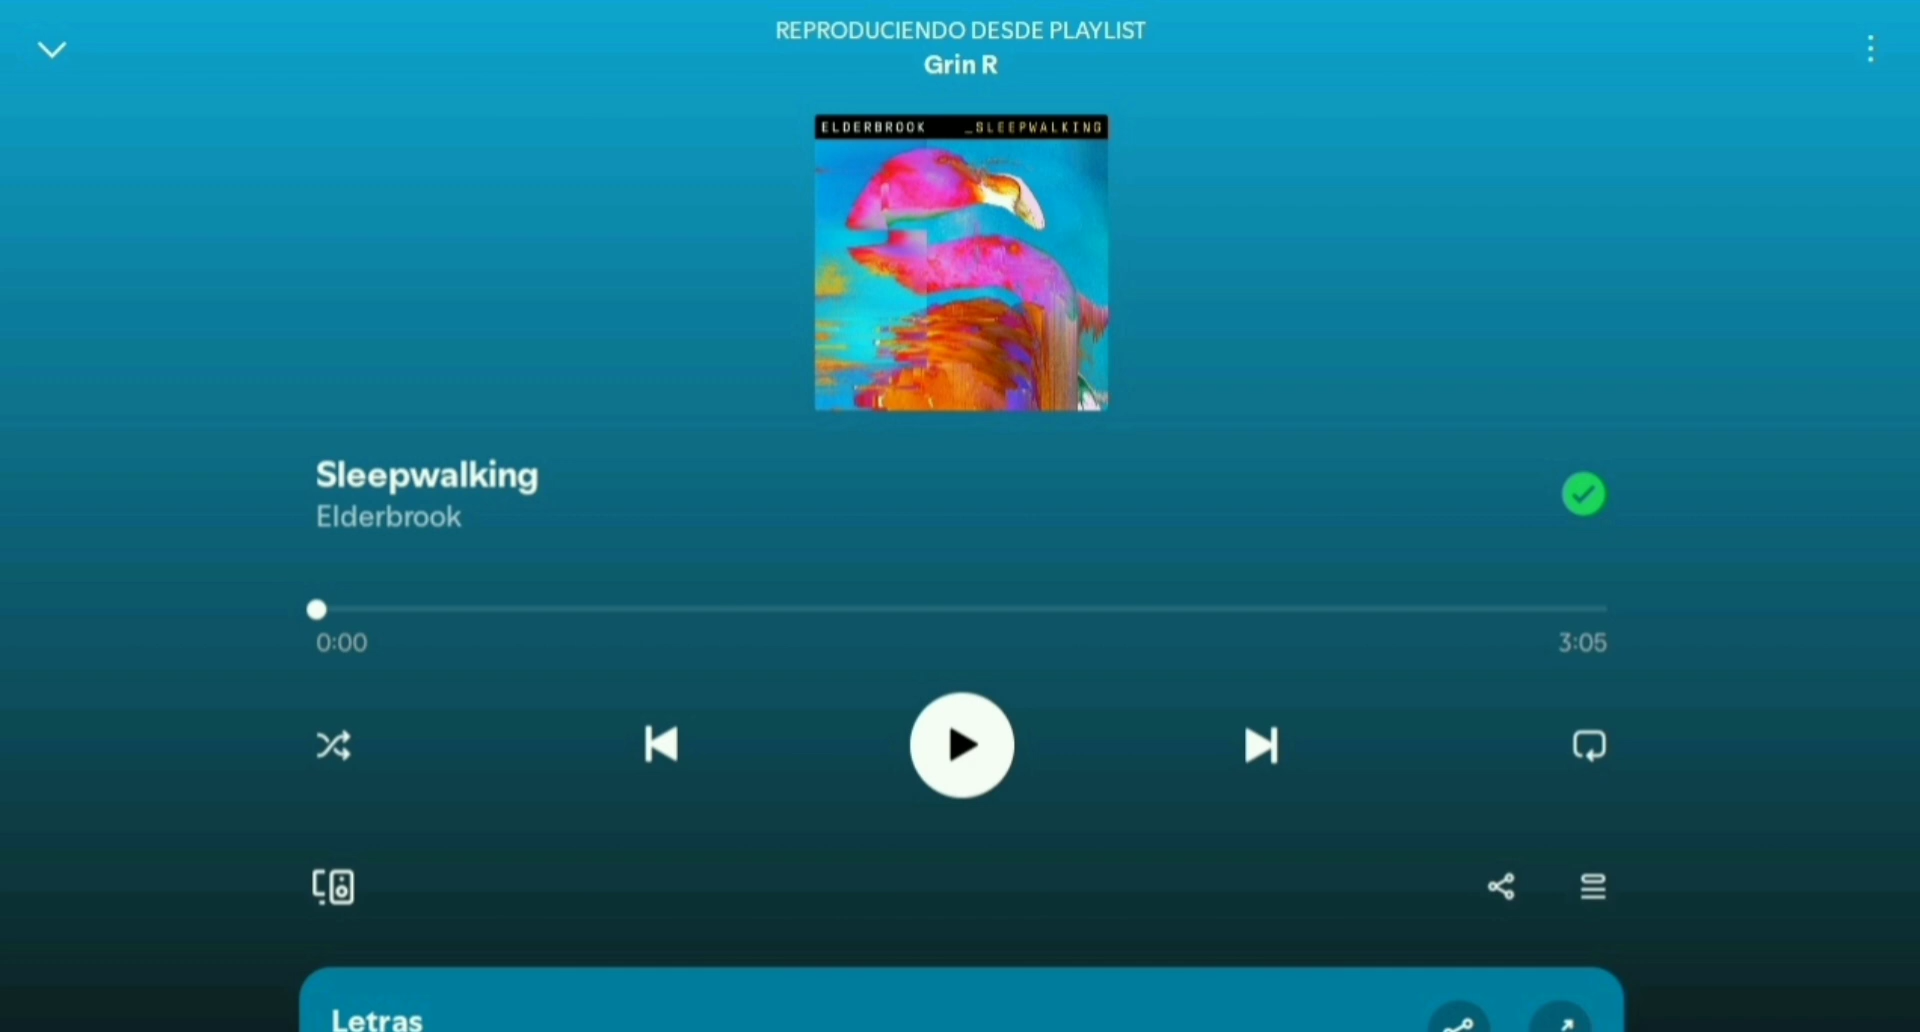 REPRODUCIENDO DESDE PLAYLIST
Grin R
ELDERBROOK _SLEEPWALKING
Sleepwalking
Elderbrook
0:00
3:05
Letras